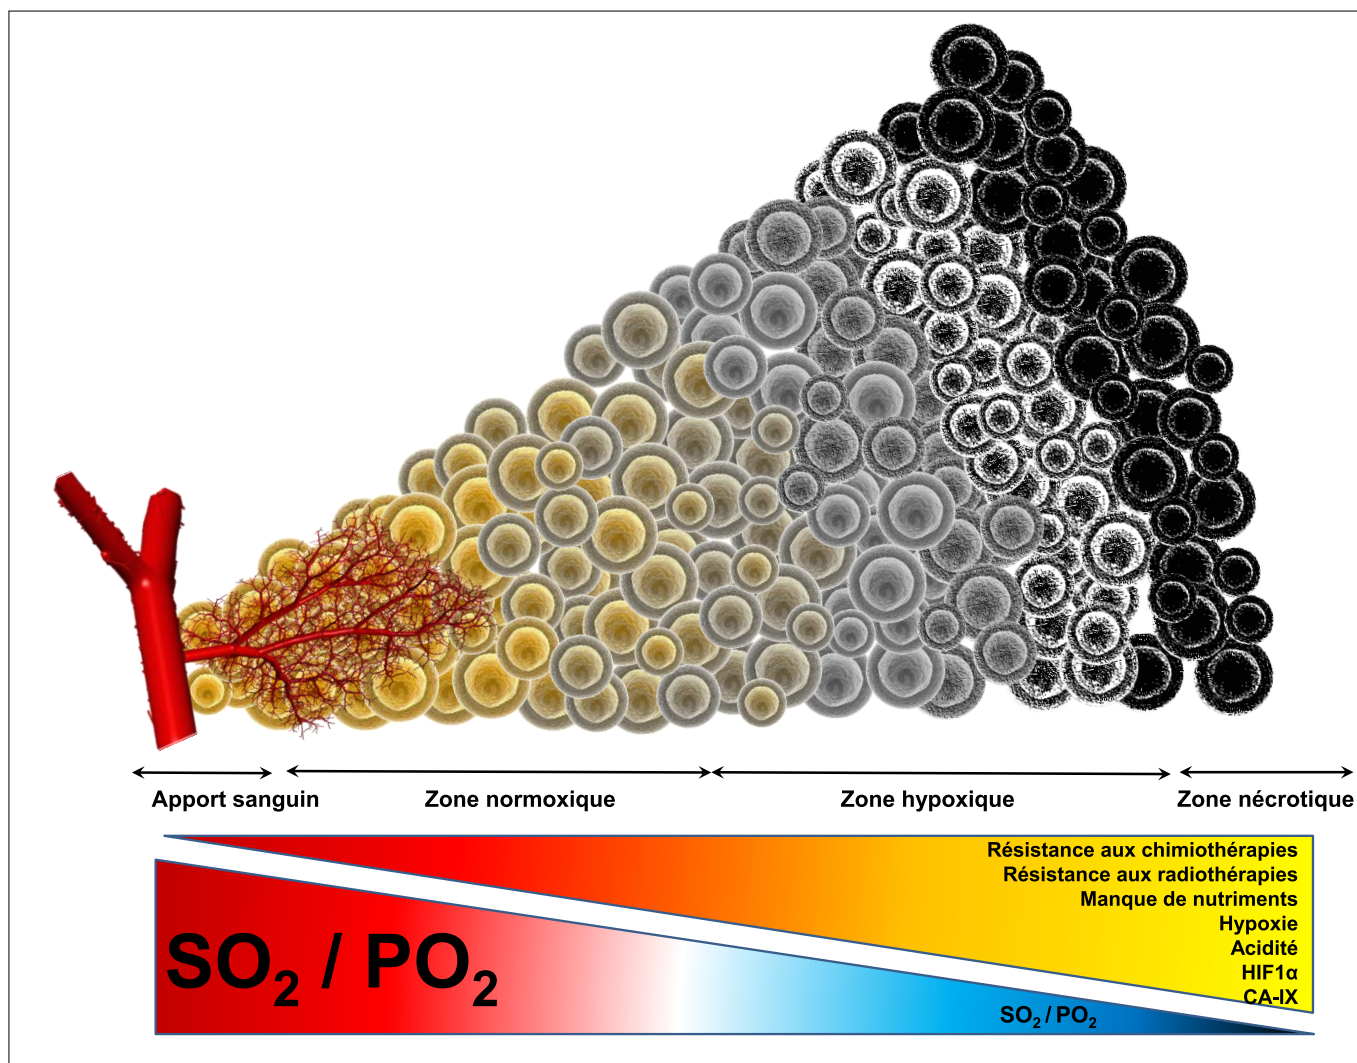 Apport sanguin
Zone normoxique
Zone hypoxique
Zone nécrotique
Résistance aux chimiothérapies
Résistance aux radiothérapies
Manque de nutriments
Hypoxie
Acidité
HIF1α
CA-IX
SO₂ / PO₂
SO₂ / PO₂